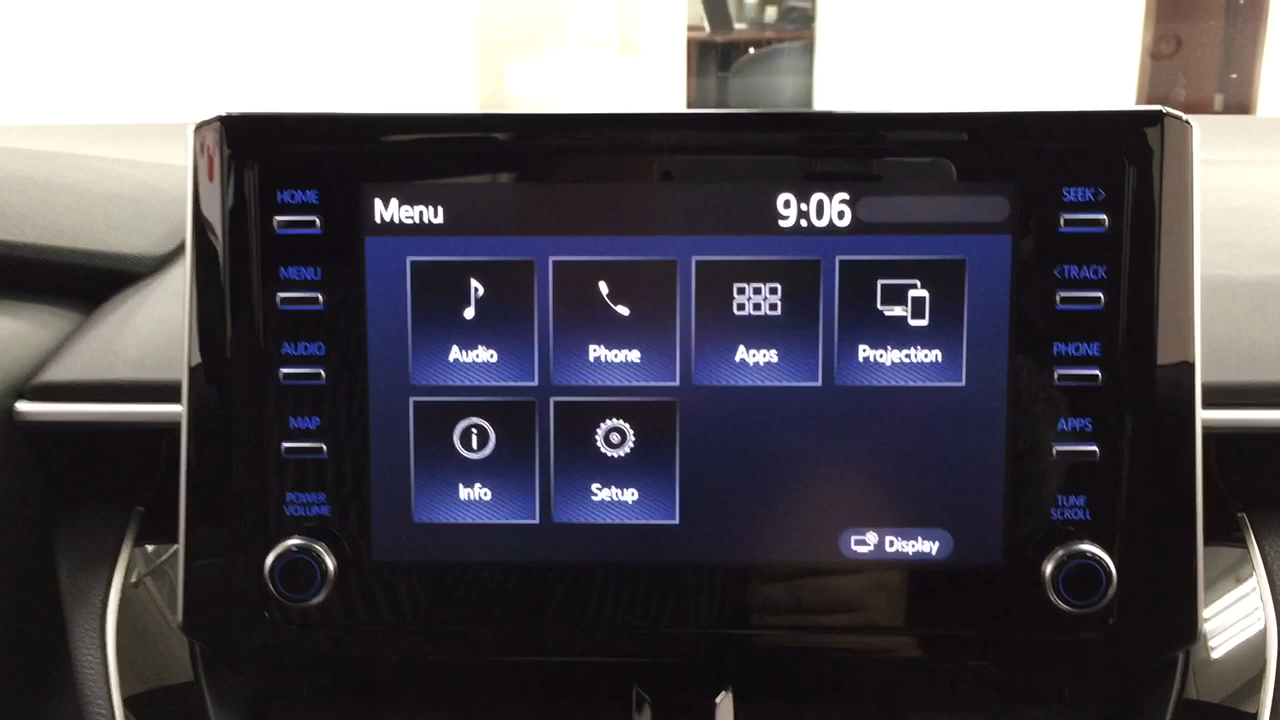 HOME
MENU
AUDIO
MAP
POWER
VOLUME
Menu
9:06
Audio
Phone
Apps
Projection
Info
Setup
Display
SEEK >
< TRACK
PHONE
APPS
TUNE
SCROLL